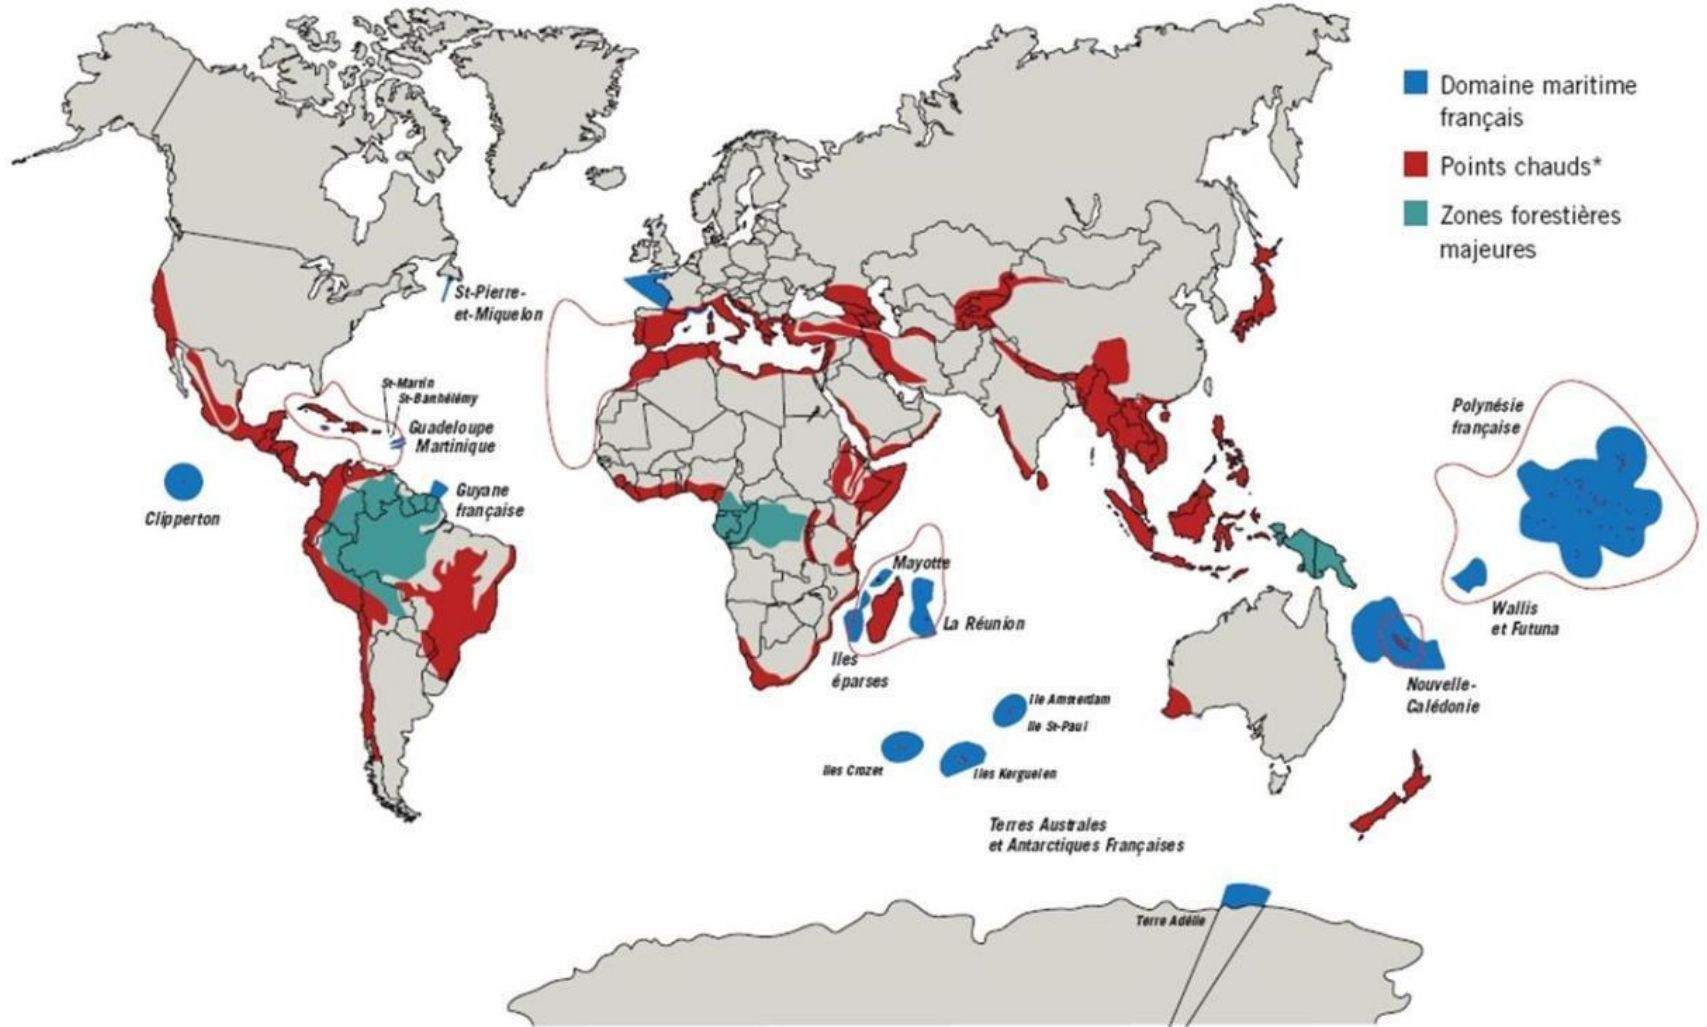 Domaine maritime
français
Points chauds*
Zones forestières
majeures
St-Pierre-
et-Miquelon
St-Martin
St-Barthélémy
Guadeloupe
Martinique
Guyane
française
Clipperton
Polynésie
française
Wallis
et Futuna
Nouvelle-
Calédonie
Mayotte
La Réunion
Iles
éparses
Ile Amsterdam
Ile St-Paul
Iles Crozet
Iles Kerguelen
Terres Australes
et Antarctiques Françaises
Terre Adélie